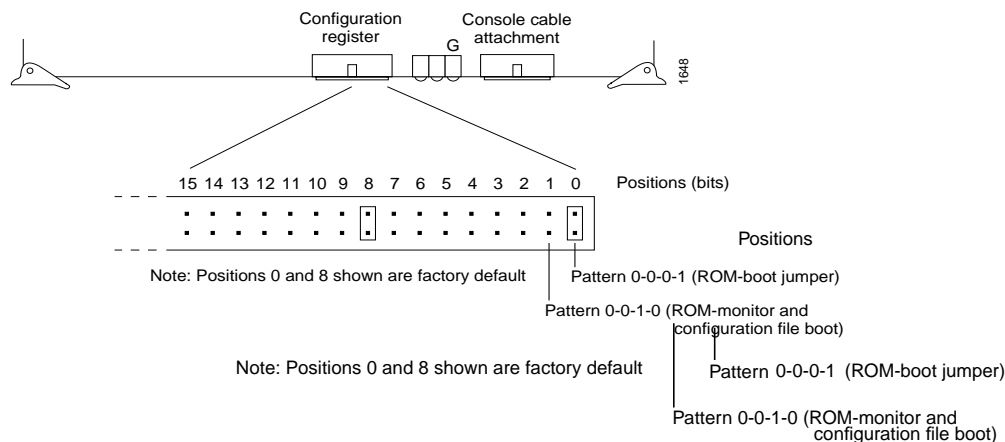 Configuration
register
Console cable
attachment
G
1648
15 14 13 12 11 10 9 8 7 6 5 4 3 2 1 0
Positions (bits)
Positions
Note: Positions 0 and 8 shown are factory default
Pattern 0-0-0-1 (ROM-boot jumper)
Pattern 0-0-1-0 (ROM-monitor and
configuration file boot)
Note: Positions 0 and 8 shown are factory default
Pattern 0-0-0-1 (ROM-boot jumper)
Pattern 0-0-1-0 (ROM-monitor and
configuration file boot)